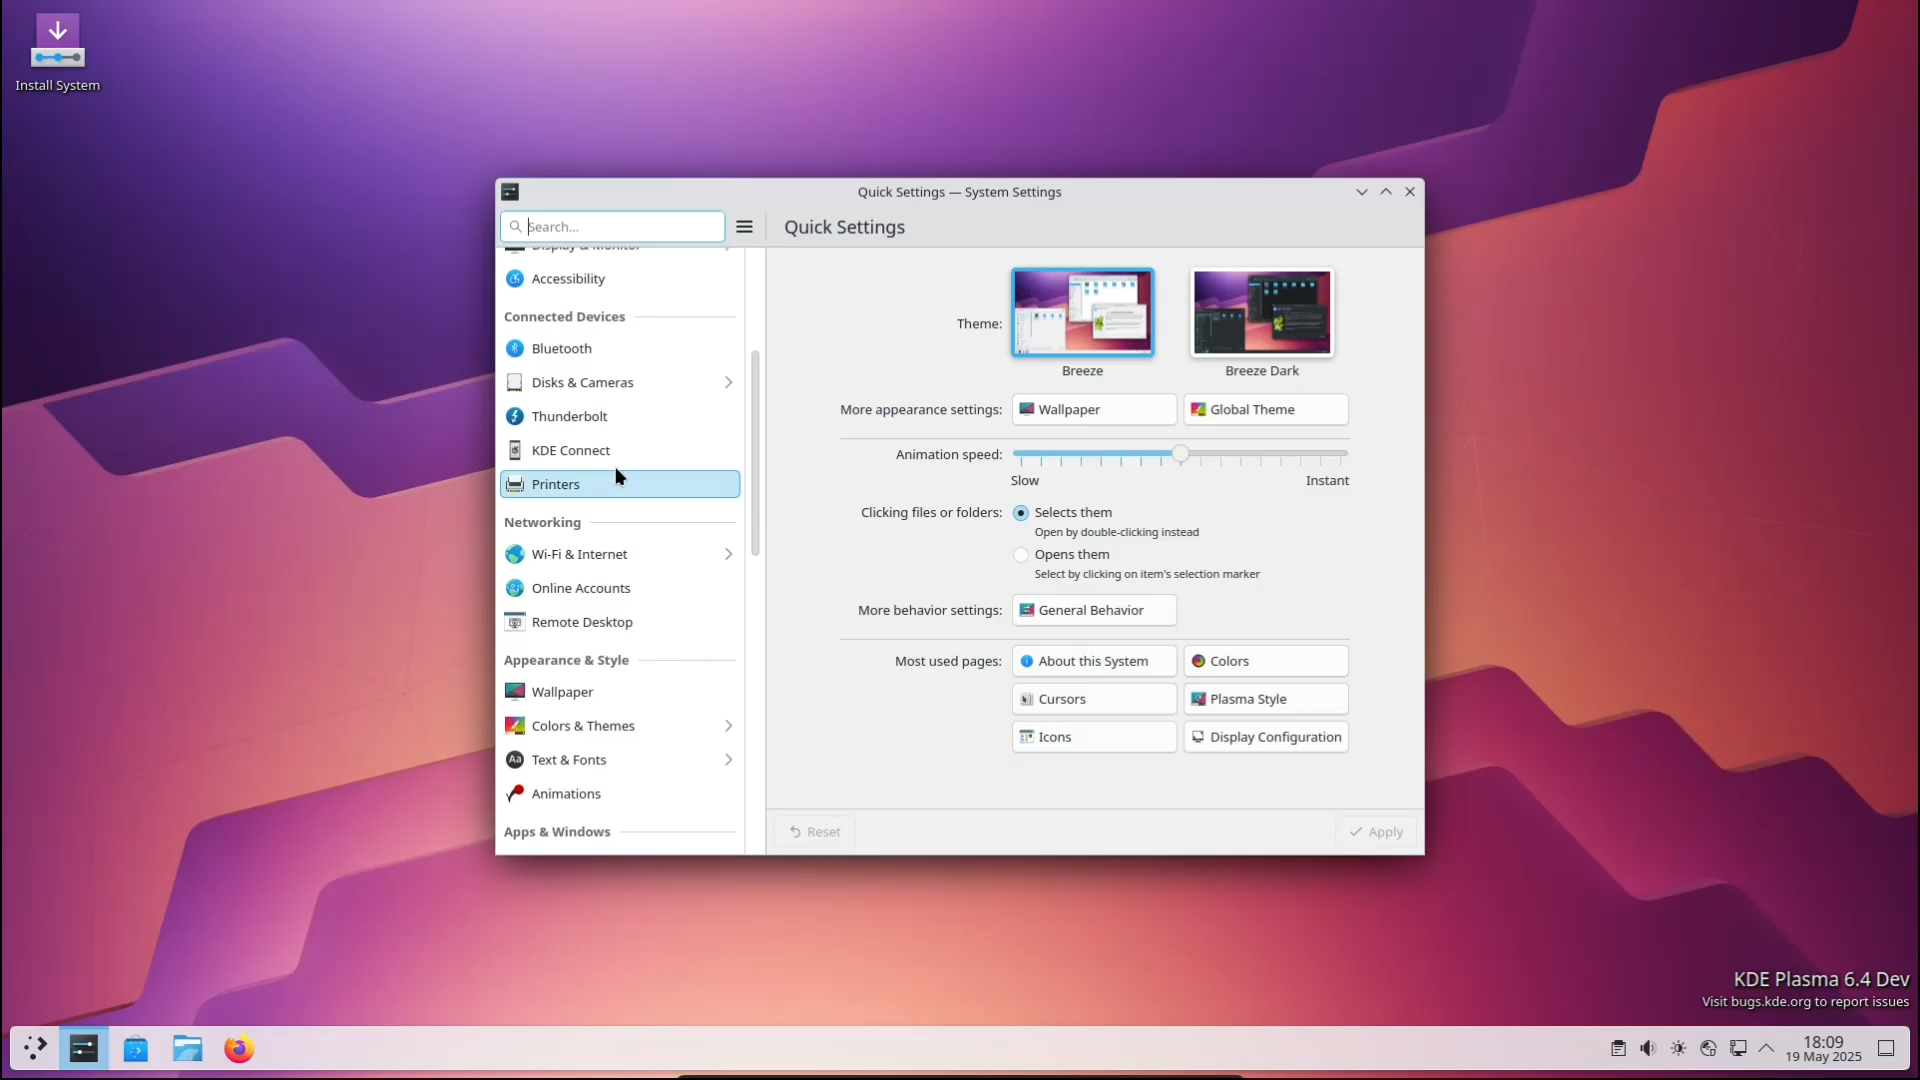 Install System
Quick Settings — System Settings
Search...
Quick Settings
Display & Monitor
Accessibility
Connected Devices
Bluetooth
Disks & Cameras
Thunderbolt
KDE Connect
Printers
Networking
Wi-Fi & Internet
Online Accounts
Remote Desktop
Appearance & Style
Wallpaper
Colors & Themes
Text & Fonts
Animations
Apps & Windows
Theme:
Breeze
Breeze Dark
More appearance settings:
Wallpaper
Global Theme
Animation speed:
Slow
Instant
Clicking files or folders:
Selects them
Open by double-clicking instead
Opens them
Select by clicking on item's selection marker
More behavior settings:
General Behavior
Most used pages:
About this System
Colors
Cursors
Plasma Style
Icons
Display Configuration
Reset
Apply
KDE Plasma 6.4 Dev
Visit bugs.kde.org to report issues
18:09
19 May 2025